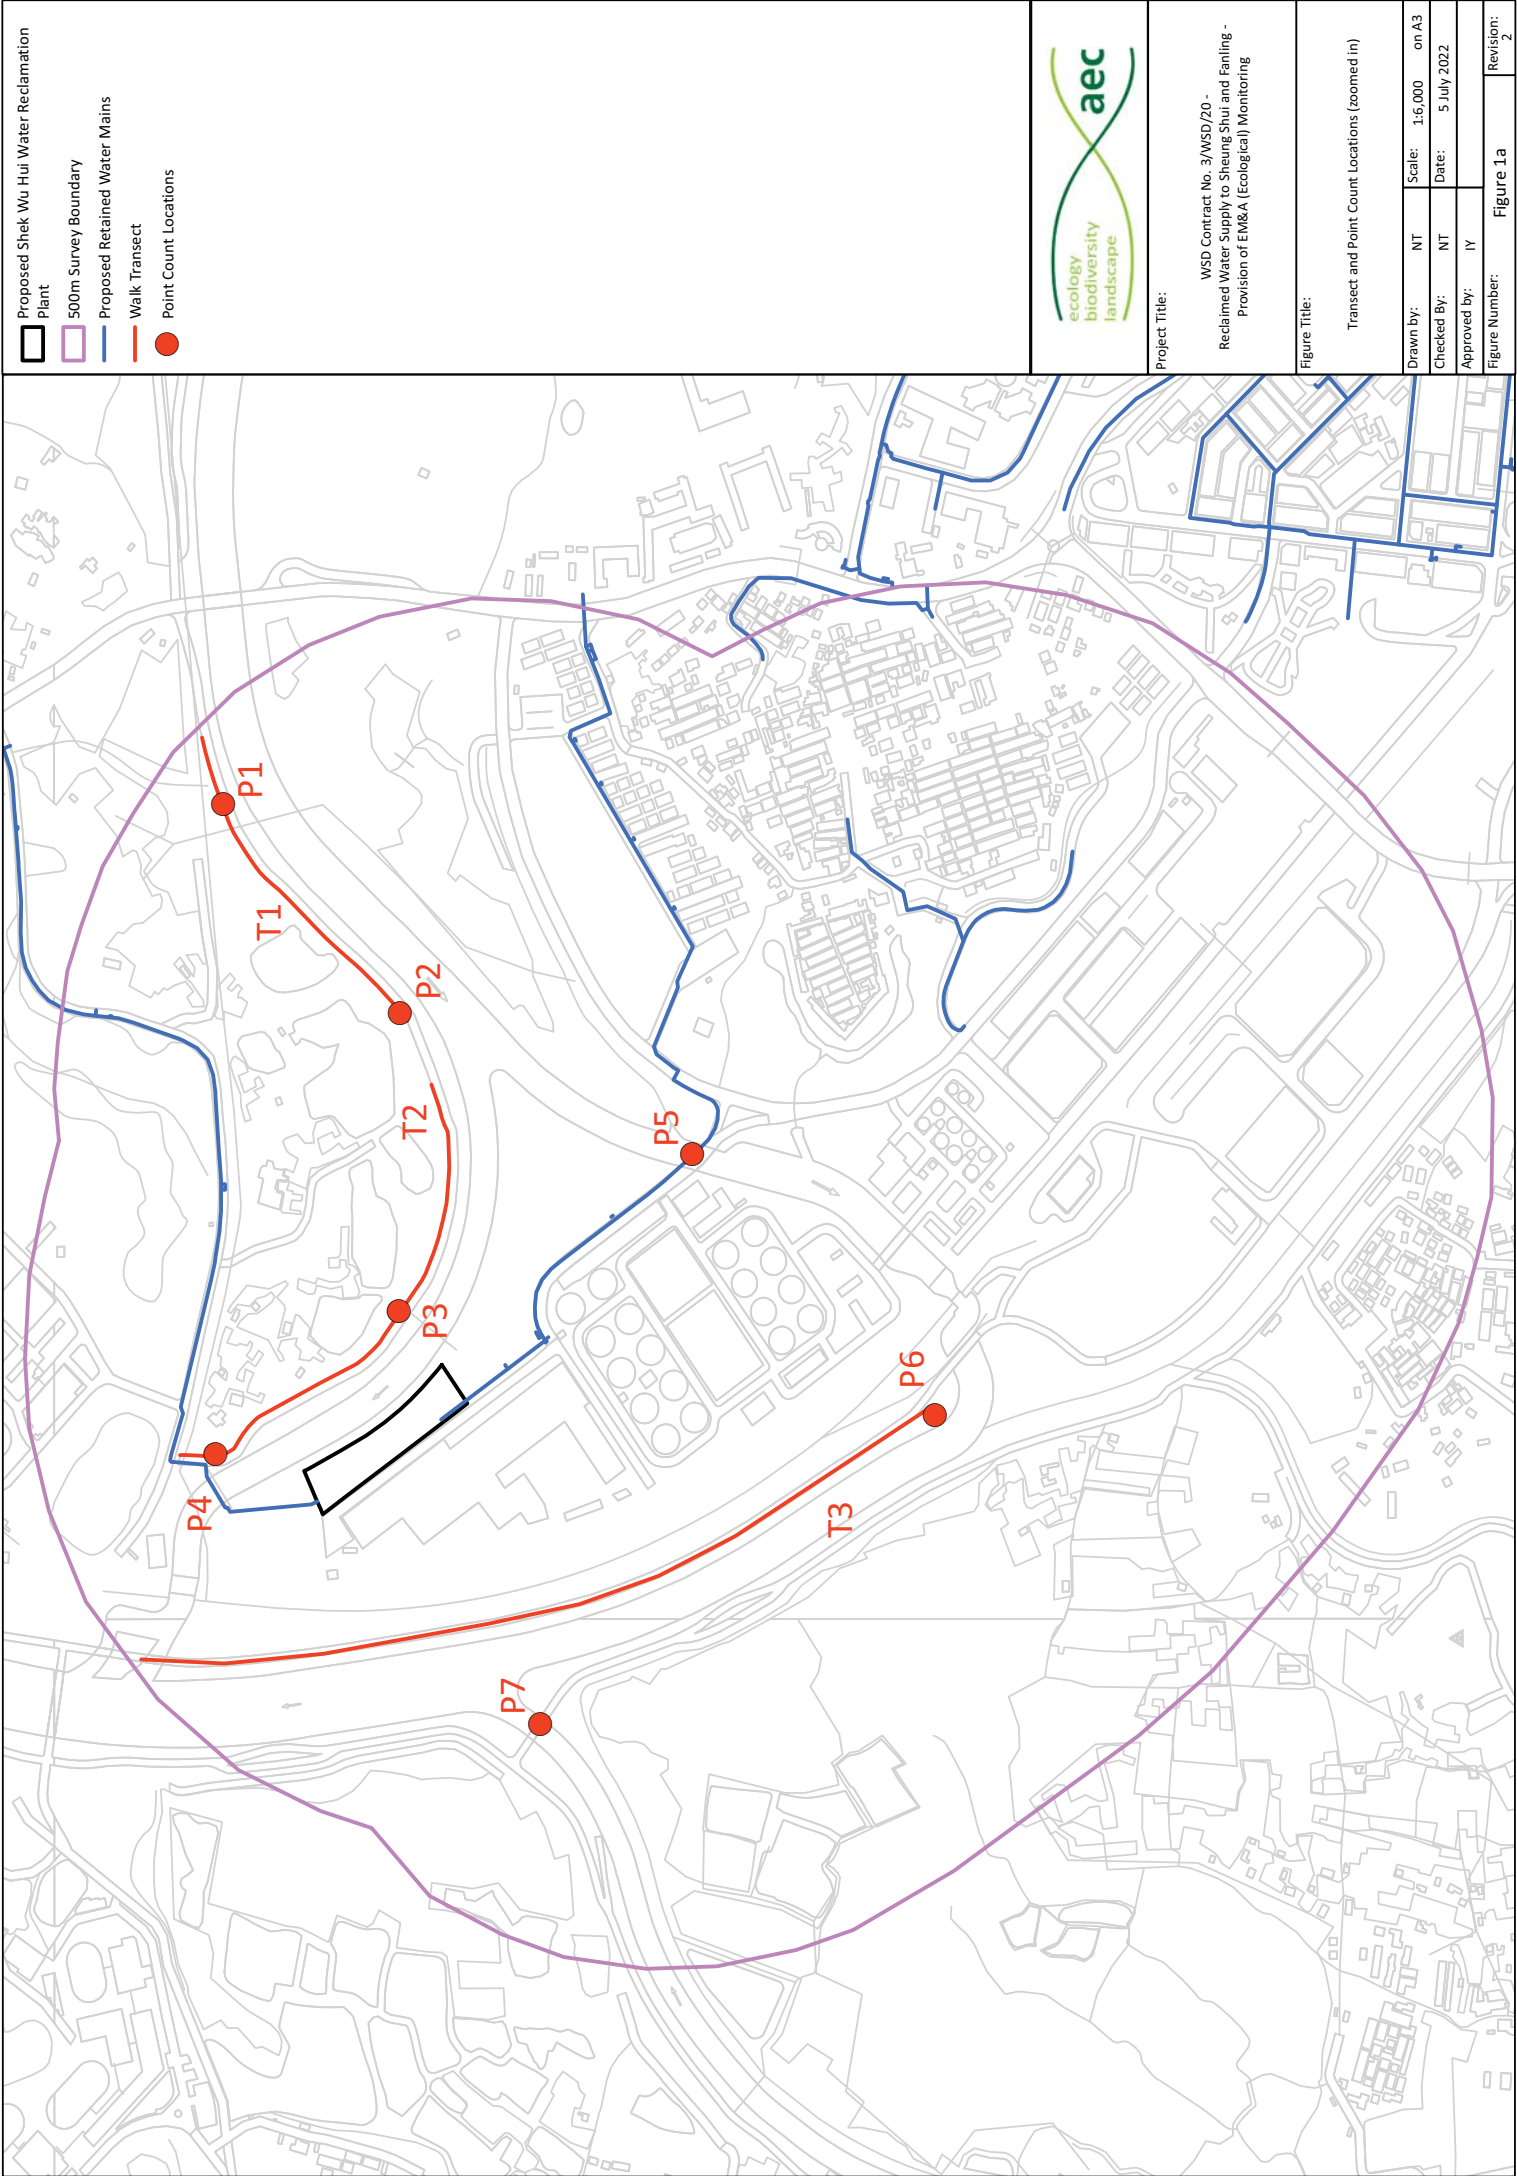 Proposed Shek Wu Hui Water Reclamation
Plant
500m Survey Boundary
Proposed Retained Water Mains
Walk Transect
Point Count Locations
P1
T1
P2
T2
P3
P4
P5
P6
T3
P7
ecology
biodiversity
landscape
aec
Project Title:
WSD Contract No. 3/WSD/20 -
Reclaimed Water Supply to Sheung Shui and Fanling -
Provision of EM&A (Ecological) Monitoring
Figure Title:
Transect and Point Count Locations (zoomed in)
Drawn by: NT Scale: 1:6,000 on A3
Checked By: NT Date: 5 July 2022
Approved by: IY
Figure Number: Figure 1a Revision: 2